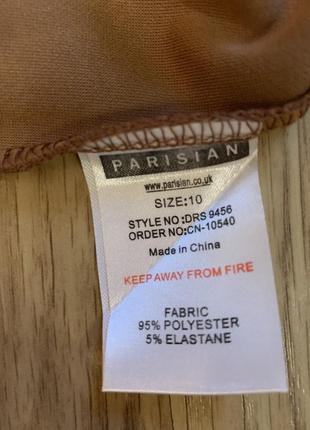 PARISIAN
www.parisian.co.uk
SIZE:10
STYLE NO:DRS 9456
ORDER NO:CN-10540
Made in China
KEEP AWAY FROM FIRE
FABRIC
95% POLYESTER
5% ELASTANE